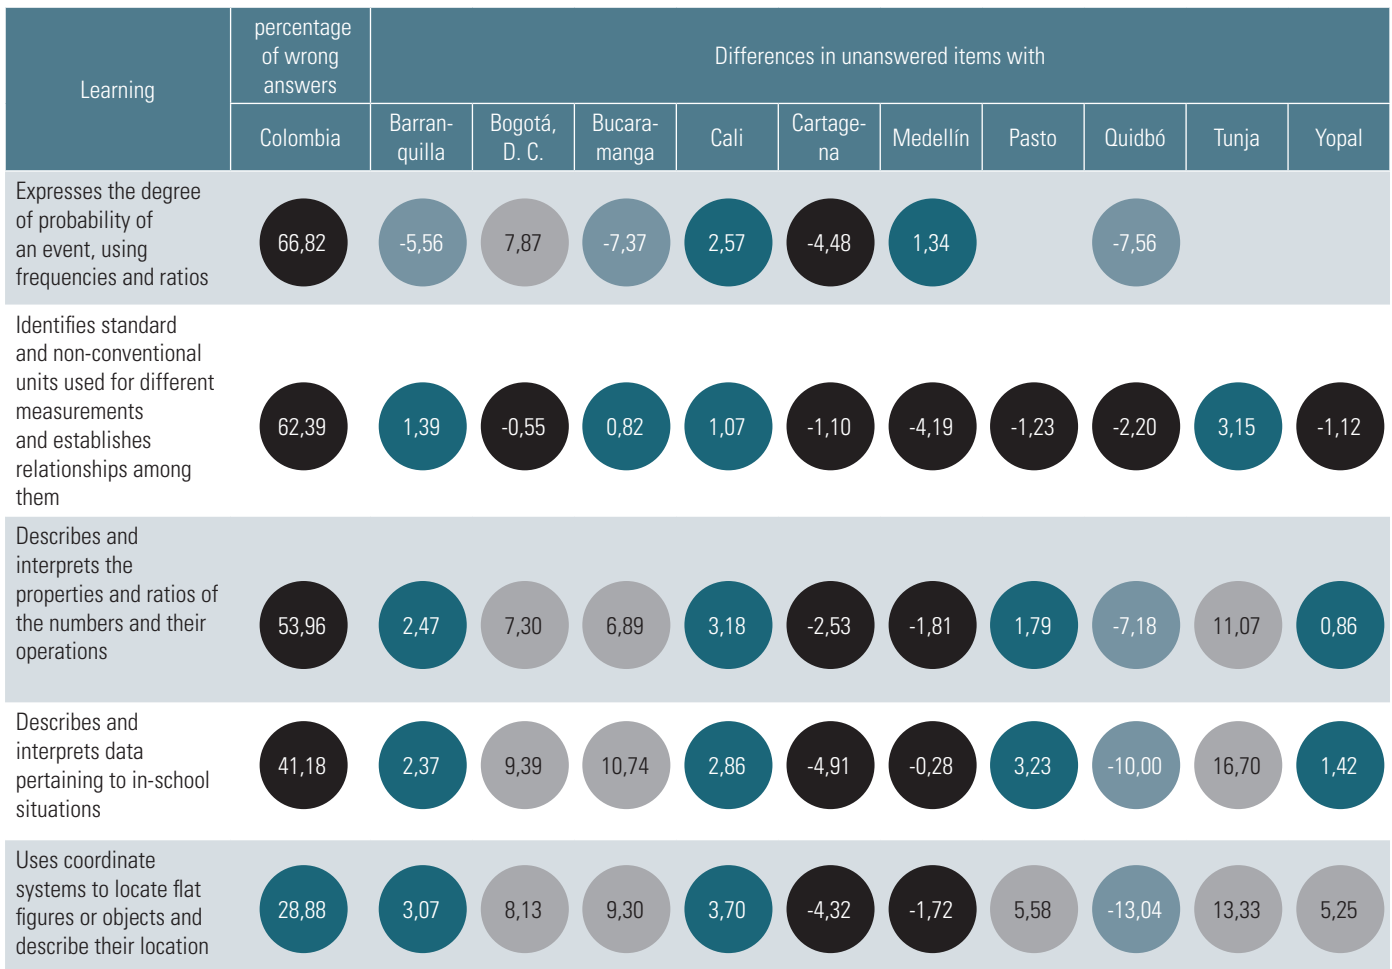 Learning
percentage
of wrong
answers
Differences in unanswered items with
Colombia
Barran-
quilla
Bogotá,
D. C.
Bucara-
manga
Cali
Cartage-
na
Medellín
Pasto
Quidbó
Tunja
Yopal
Expresses the degree
of probability of
an event, using
frequencies and ratios
66,82
-5,56
7,87
-7,37
2,57
-4,48
1,34
-7,56
Identifies standard
and non-conventional
units used for different
measurements
and establishes
relationships among
them
62,39
1,39
-0,55
0,82
1,07
-1,10
-4,19
-1,23
-2,20
3,15
-1,12
Describes and
interprets the
properties and ratios of
the numbers and their
operations
53,96
2,47
7,30
6,89
3,18
-2,53
-1,81
1,79
-7,18
11,07
0,86
Describes and
interprets data
pertaining to in-school
situations
41,18
2,37
9,39
10,74
2,86
-4,91
-0,28
3,23
-10,00
16,70
1,42
Uses coordinate
systems to locate flat
figures or objects and
describe their location
28,88
3,07
8,13
9,30
3,70
-4,32
-1,72
5,58
-13,04
13,33
5,25